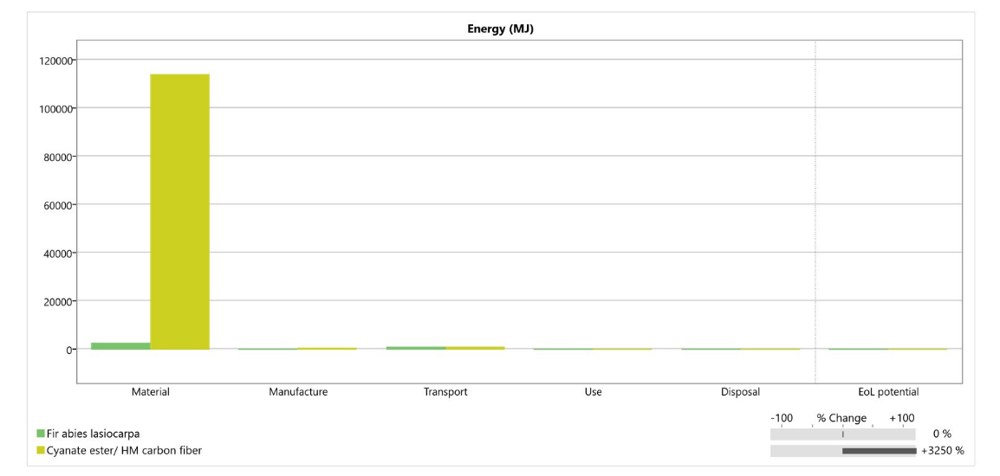 Energy (MJ)
120000
100000
80000
60000
40000
20000
0
Material Manufacture Transport Use Disposal EoL potential
-100 % Change +100
Fir abies lasiocarpa 0 %
Cyanate ester/ HM carbon fiber +3250 %